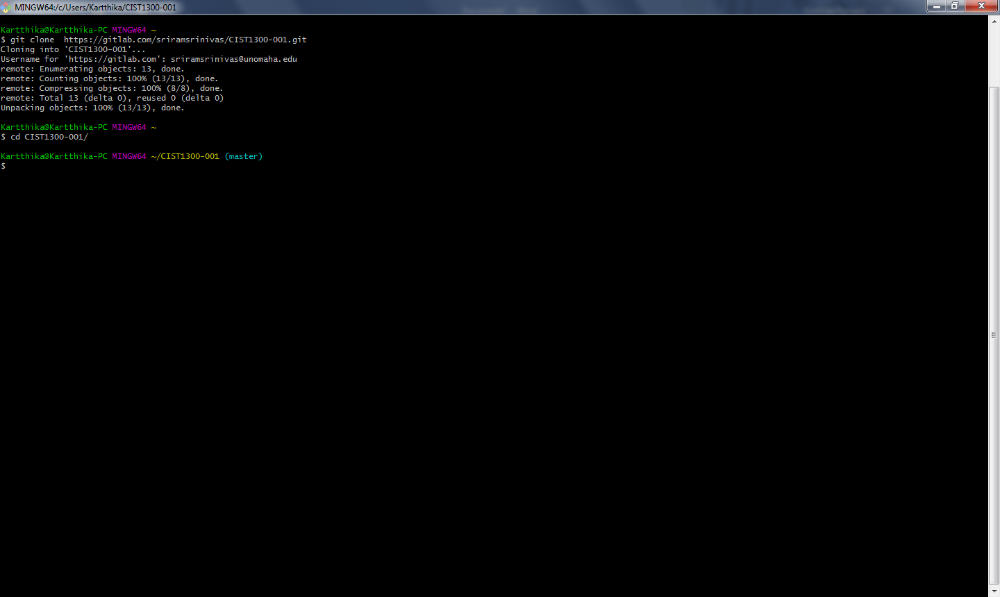 MINGW64:/c/Users/Kartthika/CIST1300-001
Kartthika@Kartthika-PC MINGW64 ~
$ git clone  https://gitlab.com/sriramsrinivas/CIST1300-001.git
Cloning into 'CIST1300-001'...
Username for 'https://gitlab.com': sriramsrinivas@unomaha.edu
remote: Enumerating objects: 13, done.
remote: Counting objects: 100% (13/13), done.
remote: Compressing objects: 100% (8/8), done.
remote: Total 13 (delta 0), reused 0 (delta 0)
Unpacking objects: 100% (13/13), done.
Kartthika@Kartthika-PC MINGW64 ~
$ cd CIST1300-001/
Kartthika@Kartthika-PC MINGW64 ~/CIST1300-001 (master)
$